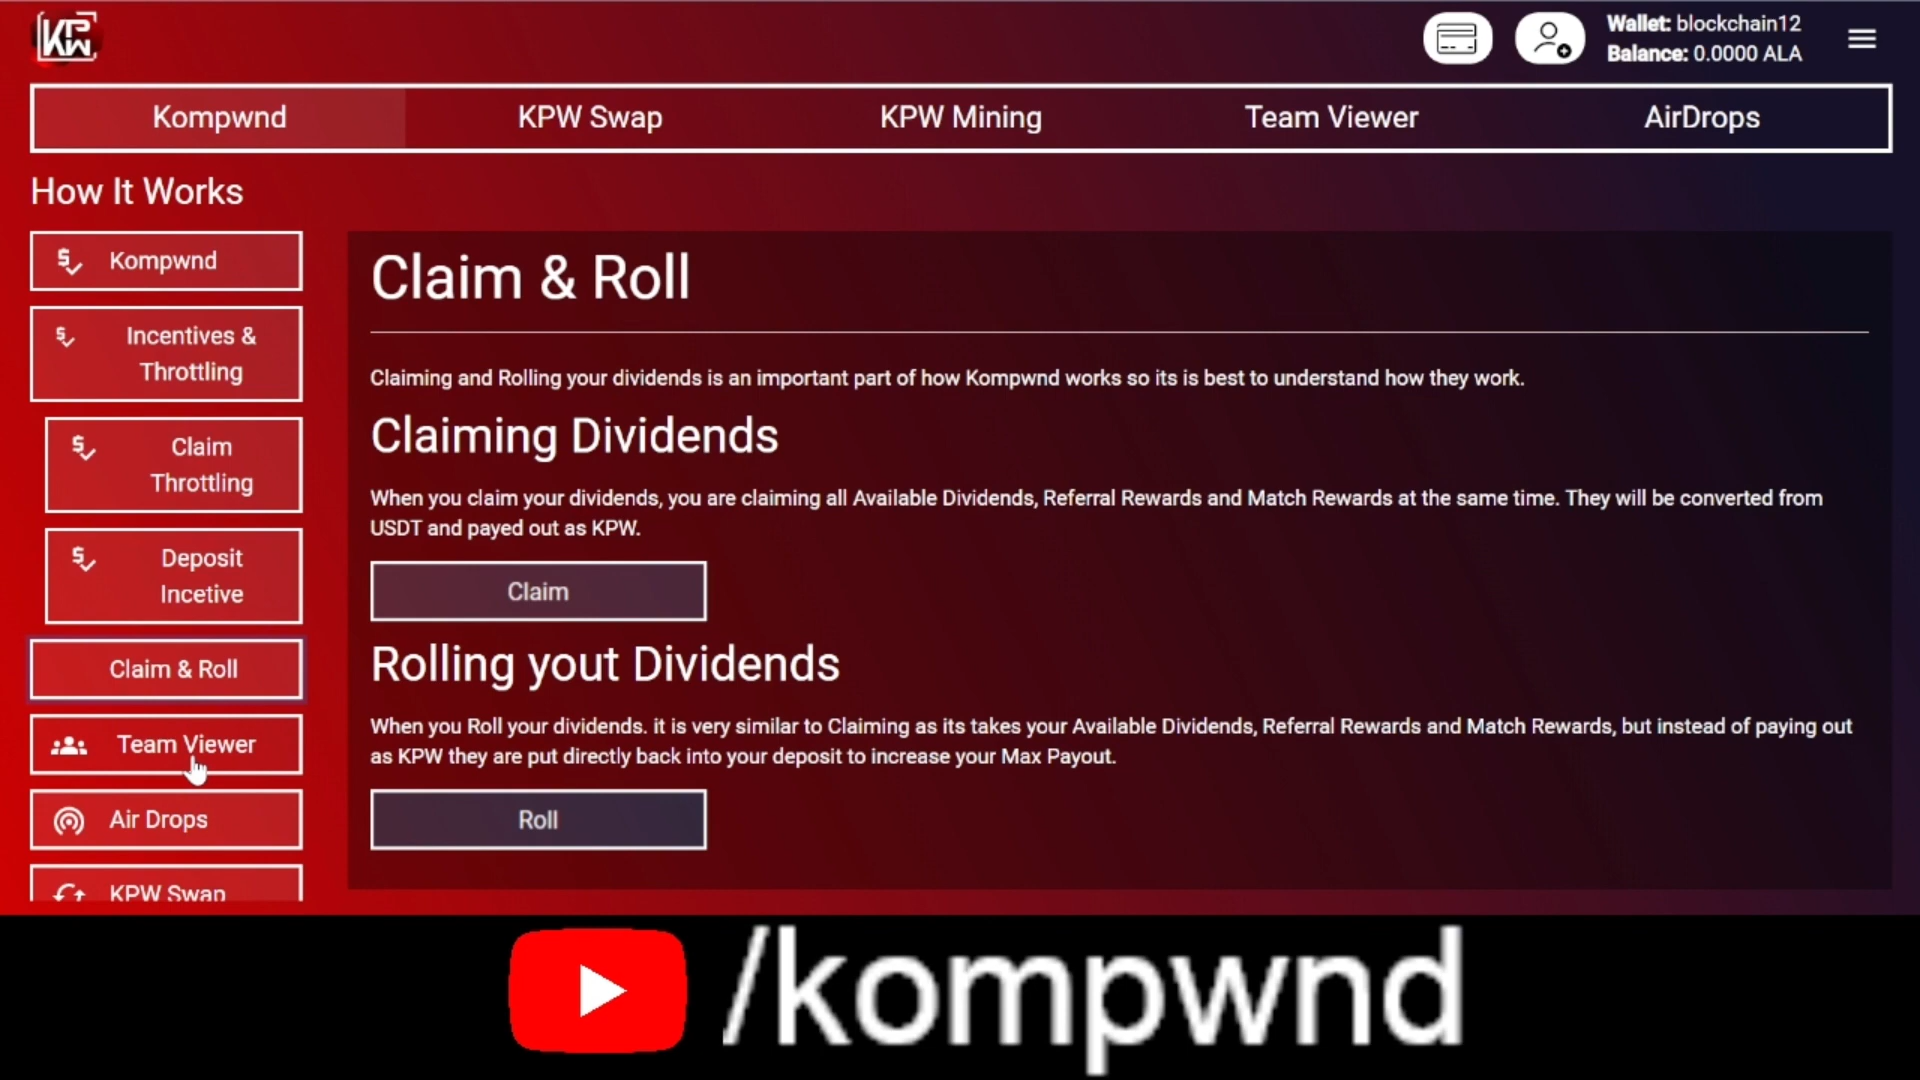 KPW
Wallet: blockchain12
Balance: 0.0000 ALA
Kompwnd
KPW Swap
KPW Mining
Team Viewer
AirDrops
How It Works
Kompwnd
Incentives &
Throttling
Claim
Throttling
Deposit
Incetive
Claim & Roll
Team Viewer
Air Drops
KPW Swap
Claim & Roll
Claiming and Rolling your dividends is an important part of how Kompwnd works so its is best to understand how they work.
Claiming Dividends
When you claim your dividends, you are claiming all Available Dividends, Referral Rewards and Match Rewards at the same time. They will be converted from
USDT and payed out as KPW.
Claim
Rolling yout Dividends
When you Roll your dividends. it is very similar to Claiming as its takes your Available Dividends, Referral Rewards and Match Rewards, but instead of paying out
as KPW they are put directly back into your deposit to increase your Max Payout.
Roll
/kompwnd